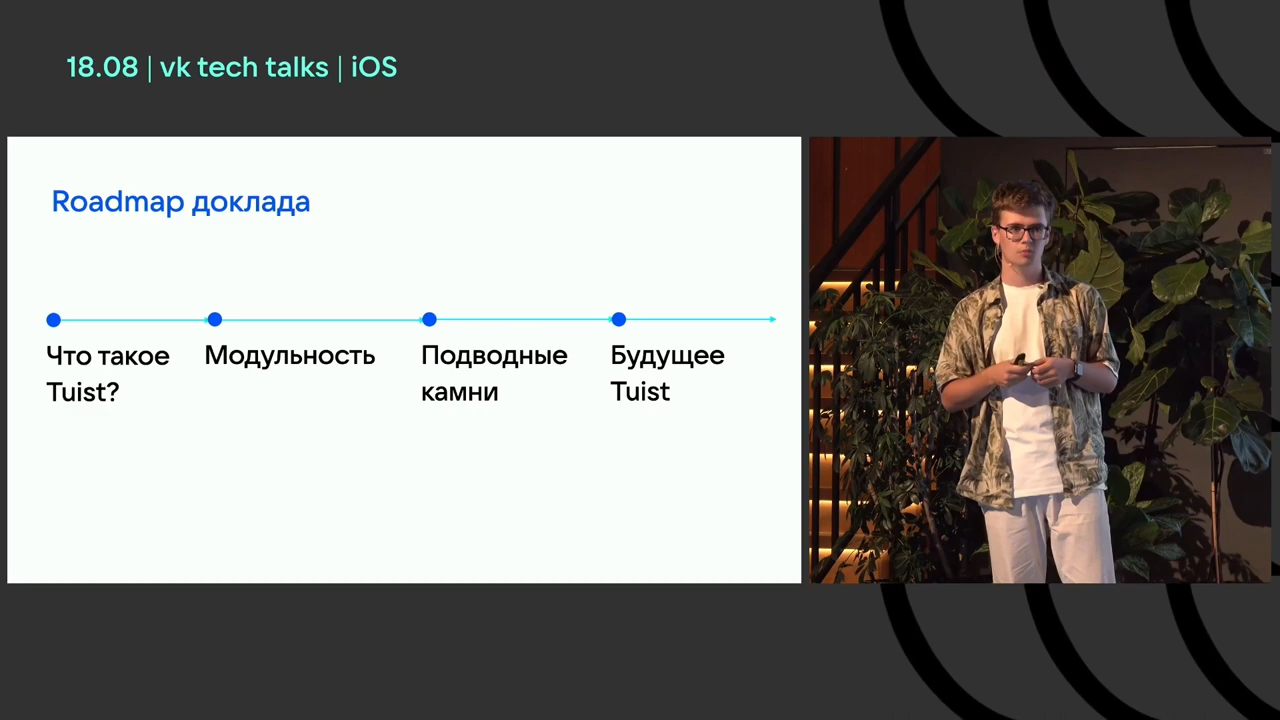 18.08 | vk tech talks | iOS
Roadmap доклада
Что такое
Tuist?
Модульность
Подводные
камни
Будущее
Tuist